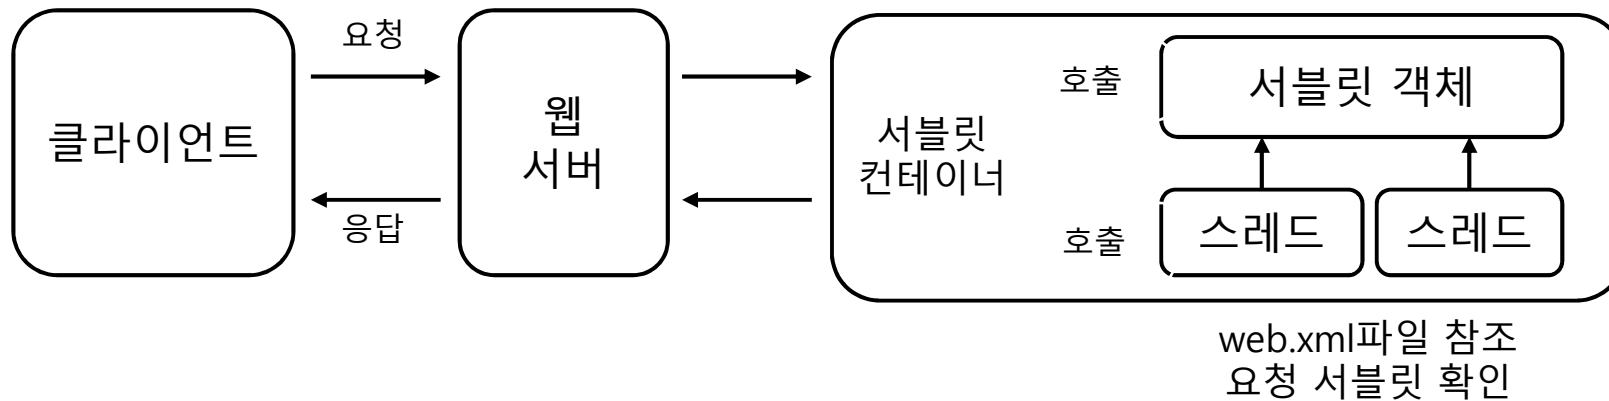 클라이언트
요청
응답
웹
서버
서블릿
컨테이너
호출
서블릿 객체
호출
스레드
스레드
web.xml파일 참조
요청 서블릿 확인